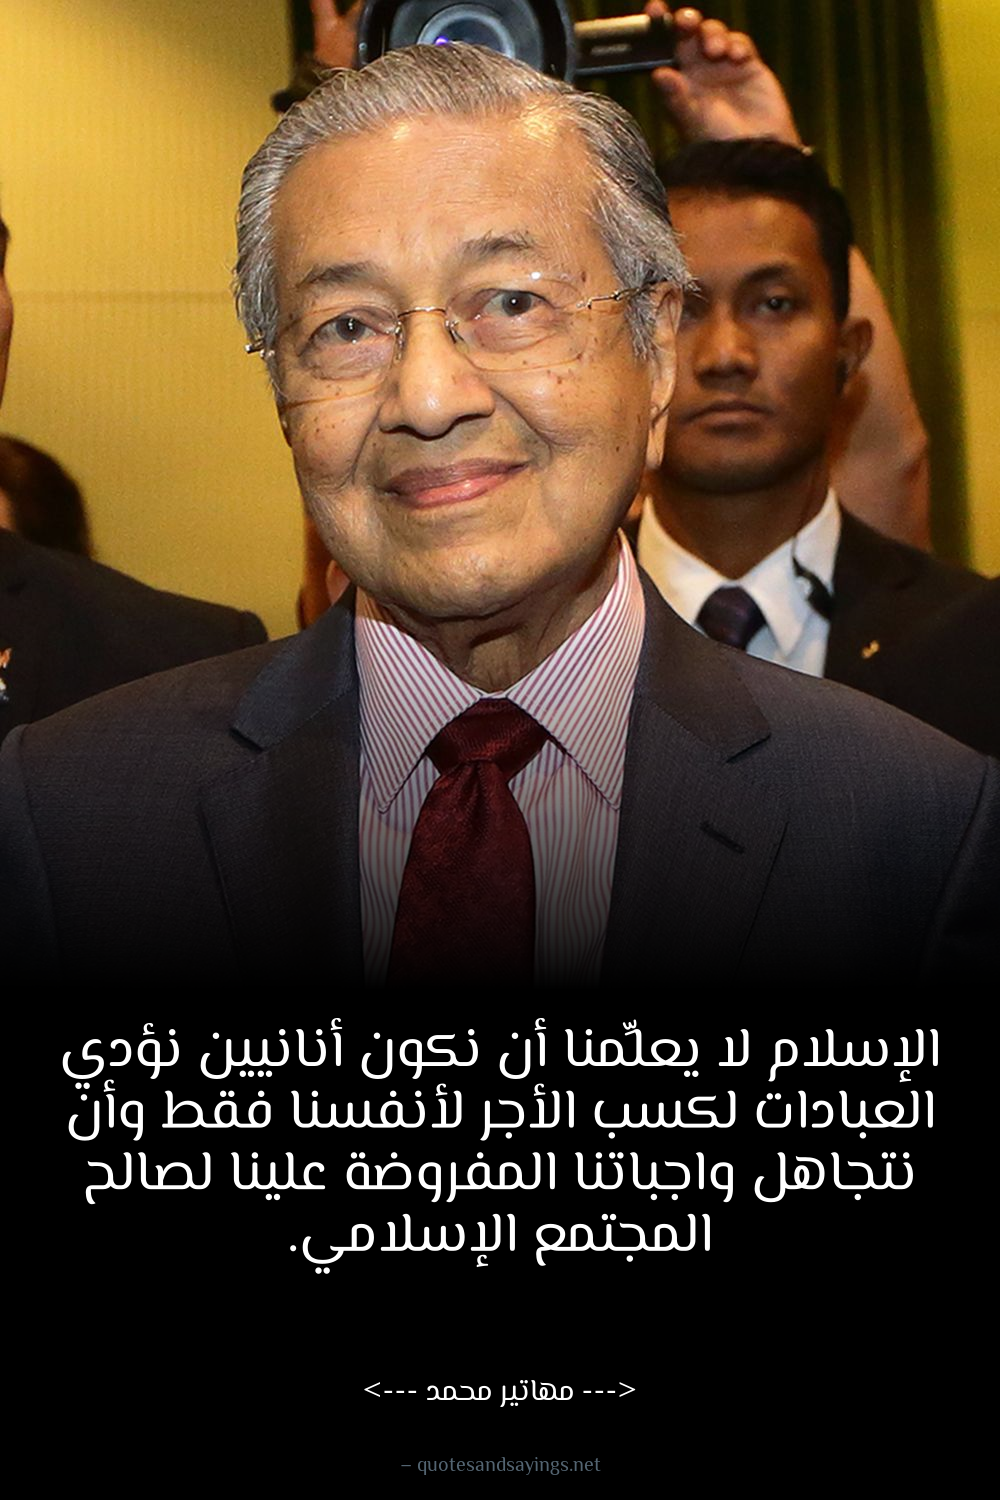 الإسلام لا يعلِّمنا أن نكون أنانيين نؤدي
العبادات لكسب الأجر لأنفسنا فقط وأن
نتجاهل واجباتنا المفروضة علينا لصالح
المجتمع الإسلامي.
<--- مهاتير محمد --->
– quotesandsayings.net